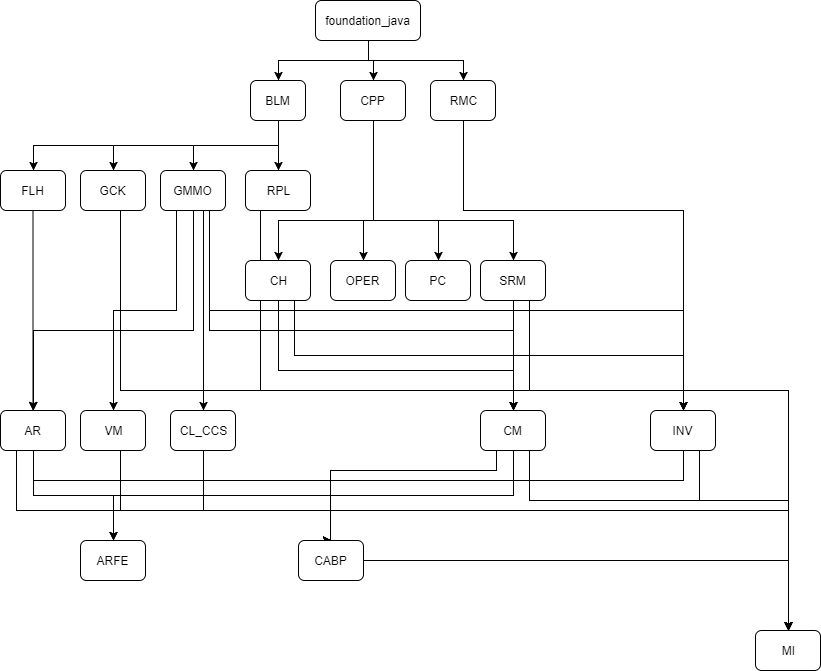 foundation_java
BLM
CPP
RMC
FLH
GCK
GMMO
RPL
CH
OPER
PC
SRM
AR
VM
CL_CCS
CM
INV
ARFE
CABP
MI